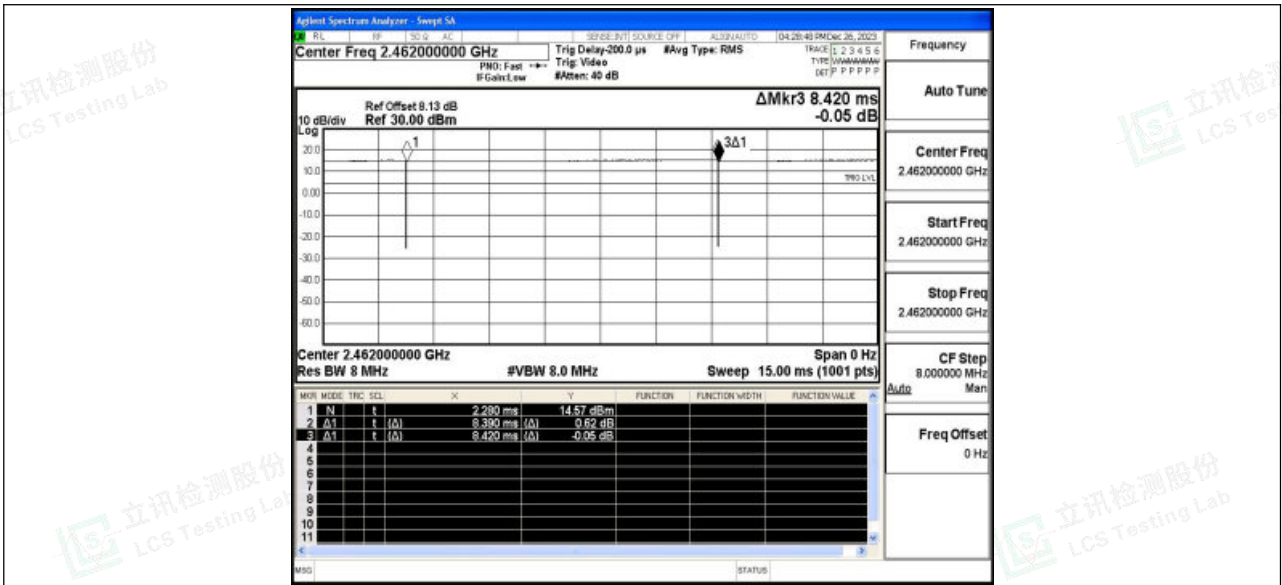 Agilent Spectrum Analyzer - Swept SA
RL RF 50 Ω AC SENSE:INT SOURCE OFF ALIGNAUTO 04:28:48 PM Dec 26, 2023
Center Freq 2.462000000 GHz
PNO: Fast
IFGain:Low
Trig Delay-200.0 µs
Trig: Video
#Atten: 40 dB
#Avg Type: RMS
TRACE 1 2 3 4 5 6
TYPE
DET P P P P P P
Frequency
Auto Tune
Center Freq
2.462000000 GHz
Start Freq
2.462000000 GHz
Stop Freq
2.462000000 GHz
CF Step
8.000000 MHz
Auto Man
Freq Offset
0 Hz
ΔMkr3 8.420 ms
-0.05 dB
Ref Offset 8.13 dB
10 dB/div Ref 30.00 dBm
Log
1
3Δ1
20.0
10.0
TRIG LVL
0.00
-10.0
-20.0
-30.0
-40.0
-50.0
-60.0
Center 2.462000000 GHz Span 0 Hz
Res BW 8 MHz #VBW 8.0 MHz Sweep 15.00 ms (1001 pts)
MKR MODE TRC SCL X Y FUNCTION FUNCTION WIDTH FUNCTION VALUE
1 N t 2.280 ms 14.57 dBm
2 Δ1 t (Δ) 8.390 ms (Δ) 0.62 dB
3 Δ1 t (Δ) 8.420 ms (Δ) -0.05 dB
4
5
6
7
8
9
10
11
MSG STATUS
立讯检测股份
LCS Testing Lab
立讯检
LCS Tes
立讯检测股份
LCS Testing Lab
立讯检测股份
LCS Testing Lab